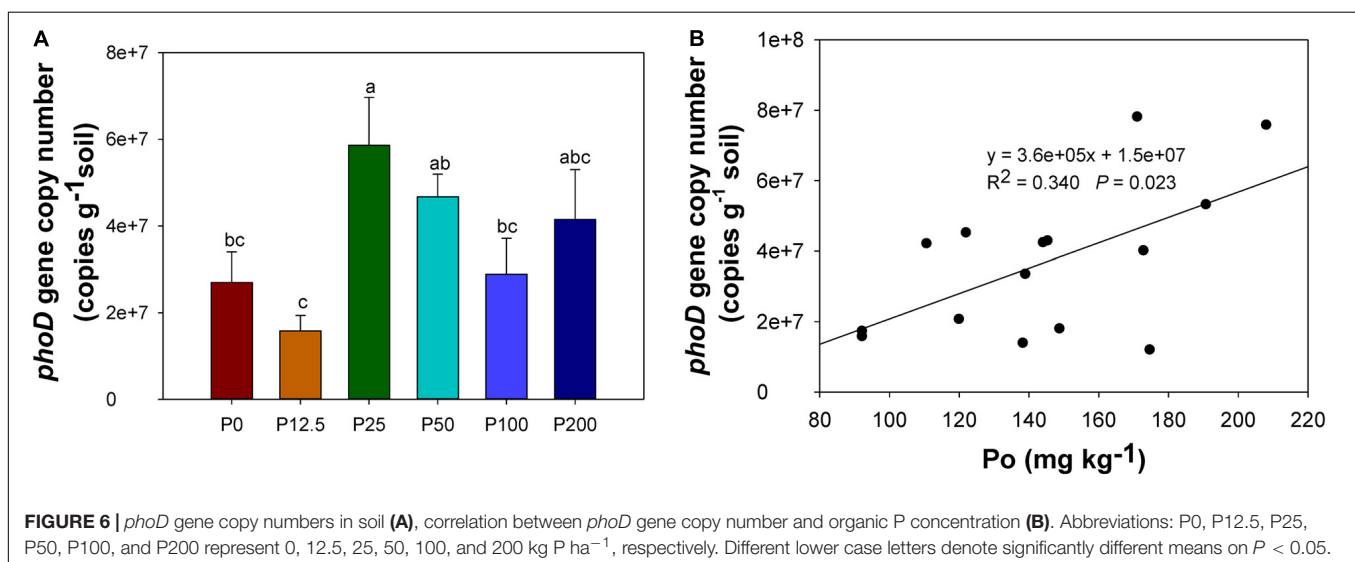 A
phoD gene copy number
(copies g-1soil)
8e+7
6e+7
4e+7
2e+7
0
bc
c
a
ab
bc
abc
P0 P12.5 P25 P50 P100 P200
B
phoD gene copy number
(copies g-1 soil)
1e+8
8e+7
6e+7
4e+7
2e+7
0
y = 3.6e+05x + 1.5e+07
R2 = 0.340 P = 0.023
80 100 120 140 160 180 200 220
Po (mg kg-1)
FIGURE 6 | phoD gene copy numbers in soil (A), correlation between phoD gene copy number and organic P concentration (B). Abbreviations: P0, P12.5, P25,
P50, P100, and P200 represent 0, 12.5, 25, 50, 100, and 200 kg P ha−1, respectively. Different lower case letters denote significantly different means on P < 0.05.